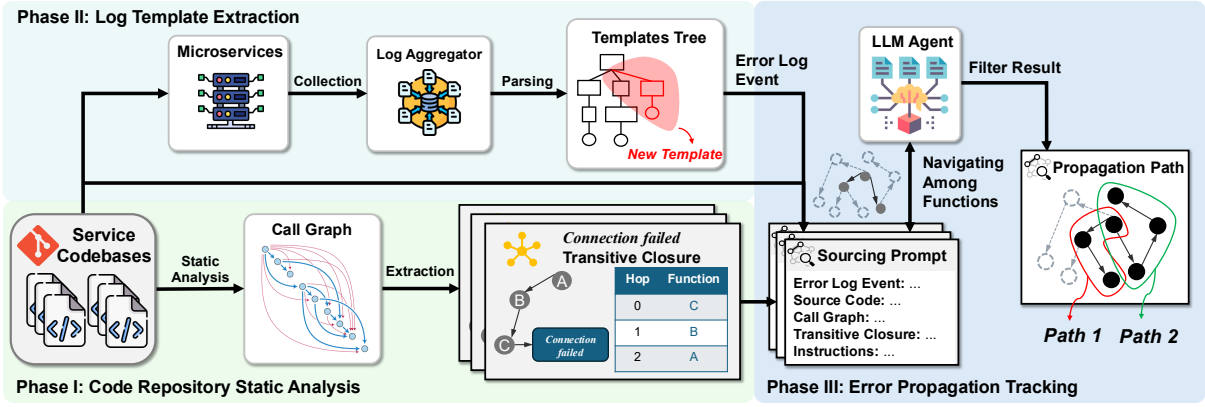 Phase II: Log Template Extraction
Microservices
Collection
Log Aggregator
Parsing
Templates Tree
New Template
Error Log
Event
LLM Agent
Filter Result
Navigating
Among
Functions
Propagation Path
Path 1
Path 2
Service
Codebases
Static
Analysis
Call Graph
Extraction
Connection failed
Transitive Closure
A
B
C
Connection
failed
Hop Function
0 C
1 B
2 A
Sourcing Prompt
Error Log Event: ...
Source Code: ...
Call Graph: ...
Transitive Closure: ...
Instructions: ...
Phase I: Code Repository Static Analysis
Phase III: Error Propagation Tracking